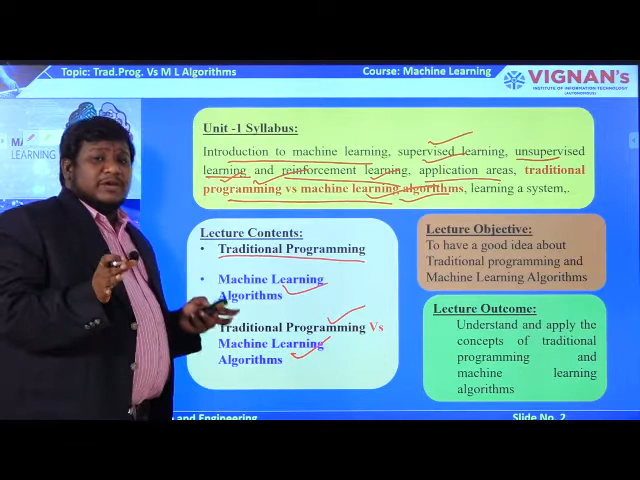 Topic: Trad.Prog. Vs M L Algorithms
Course: Machine Learning
VIGNAN's
INSTITUTE OF INFORMATION TECHNOLOGY
(AUTONOMOUS)
LEARNING
Unit -1 Syllabus:
Introduction to machine learning, supervised learning, unsupervised
learning and reinforcement learning, application areas, traditional
programming vs machine learning algorithms, learning a system,.
Lecture Contents:
• Traditional Programming
• Machine Learning
Algorithms
Traditional Programming Vs
Machine Learning
Algorithms
Lecture Objective:
To have a good idea about
Traditional programming and
Machine Learning Algorithms
Lecture Outcome:
Understand and apply the
concepts of traditional
programming and
machine learning
algorithms
and Engineering
Slide No. 2